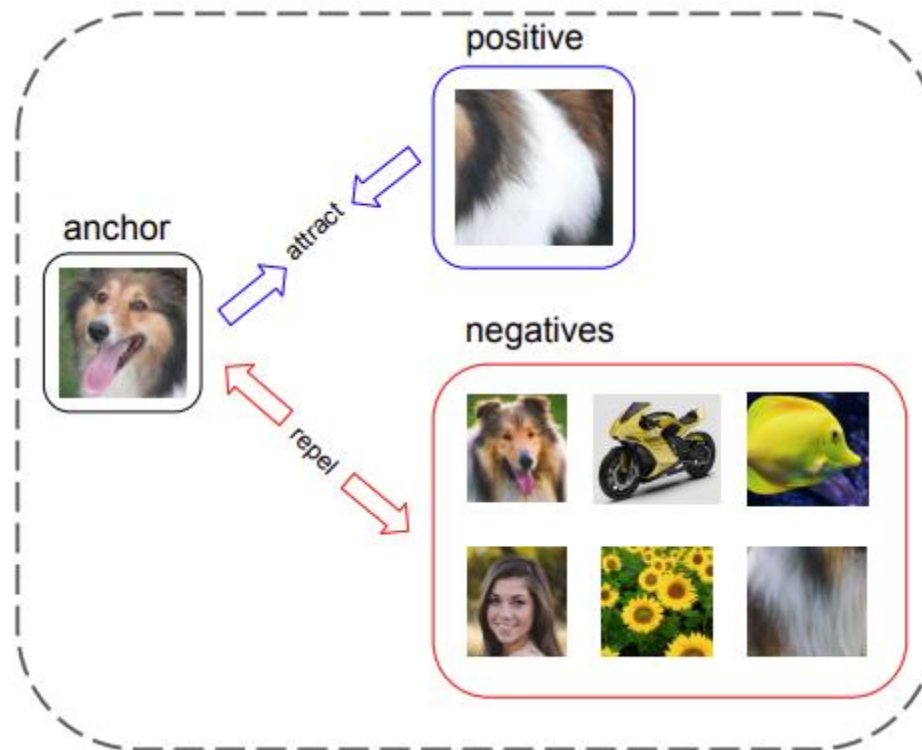 positive
anchor
attract
negatives
repel